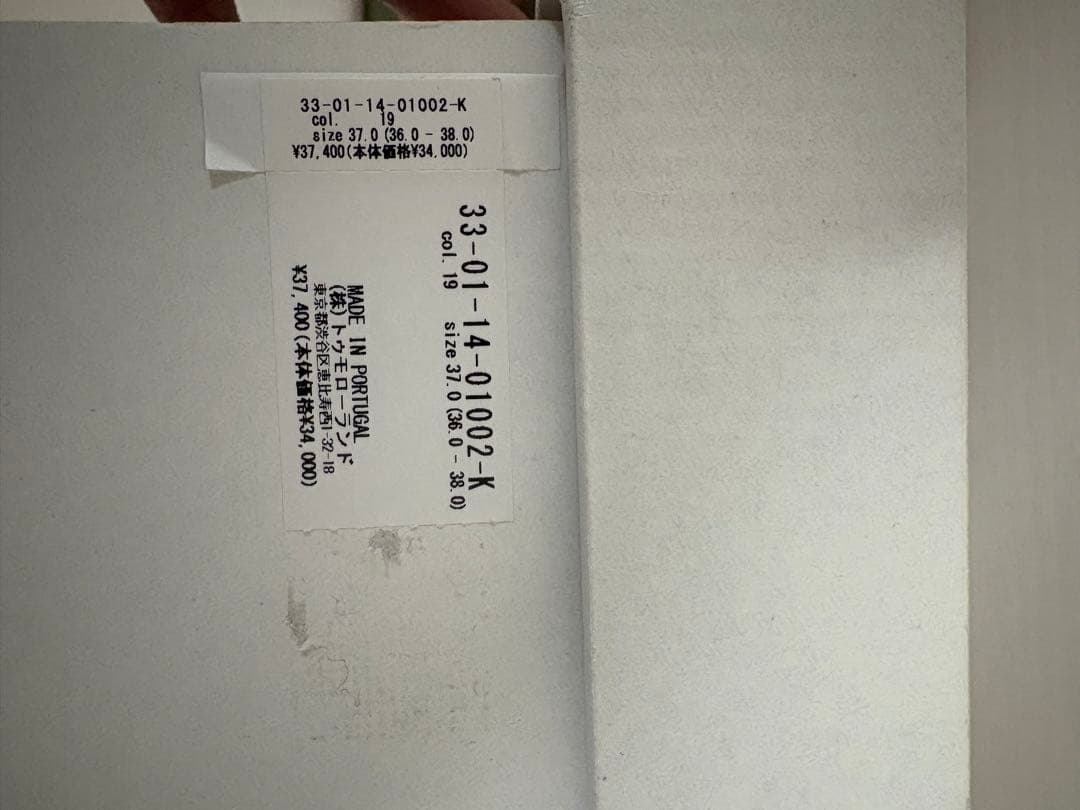 33-01-14-01002-K
col. 19
size 37.0 (36.0 - 38.0)
¥37,400(本体価格¥34,000)
33-01-14-01002-K
col. 19 size 37.0 (36.0 - 38.0)
MADE IN PORTUGAL
(株)トゥモローランド
東京都渋谷区恵比寿西1-32-18
¥37,400(本体価格¥34,000)